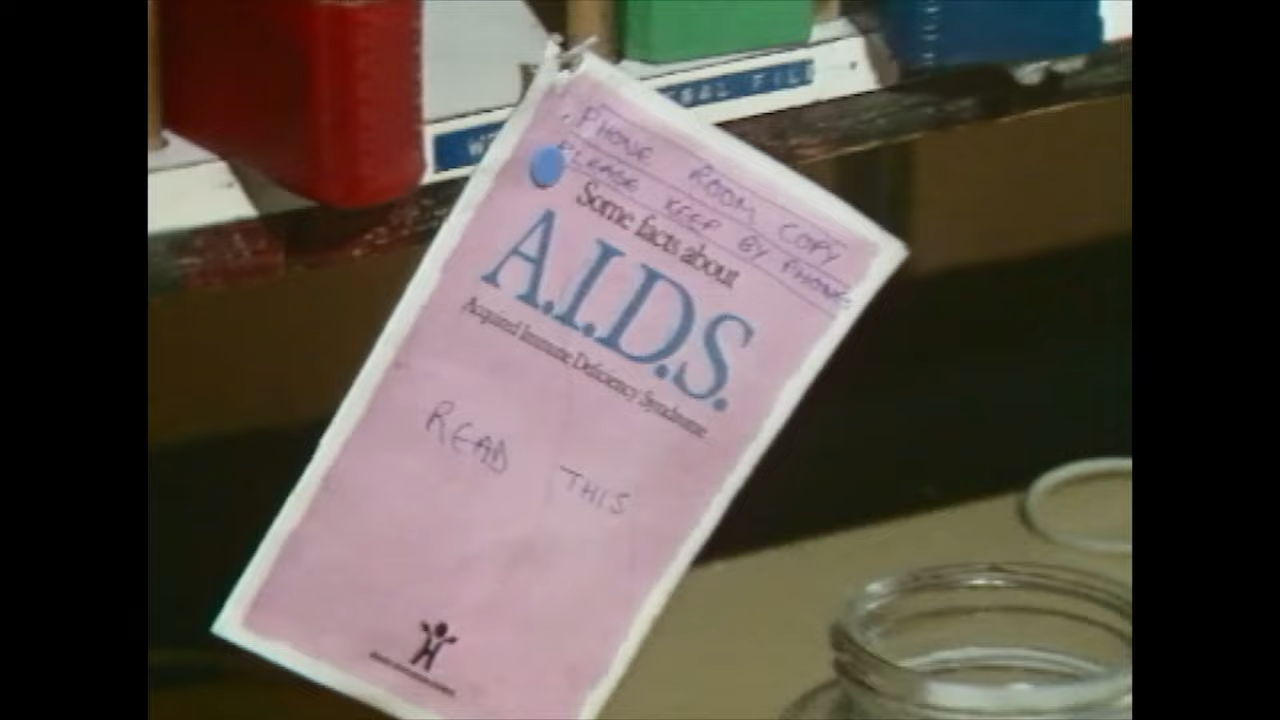 PHONE ROOM COPY
PLEASE KEEP BY PHONE
Some facts about
A.I.D.S.
Acquired Immune Deficiency Syndrome
READ THIS